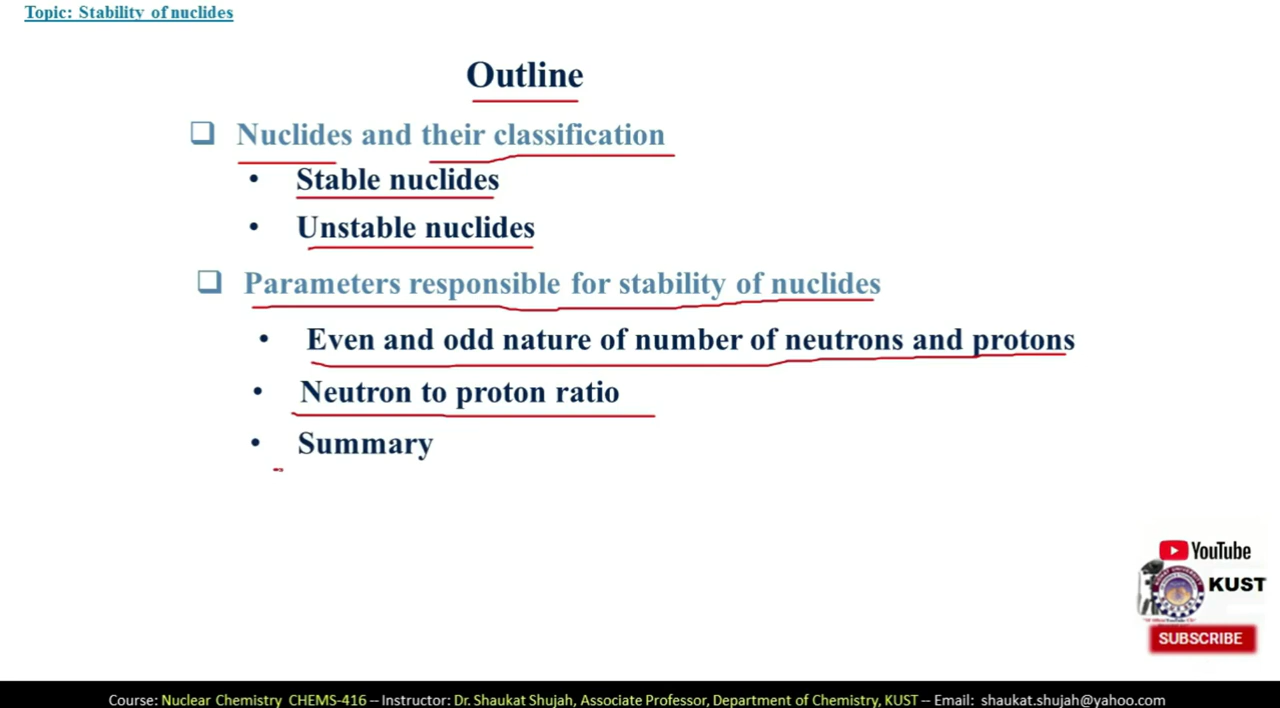 Topic: Stability of nuclides
Outline
❑ Nuclides and their classification
• Stable nuclides
• Unstable nuclides
❑ Parameters responsible for stability of nuclides
• Even and odd nature of number of neutrons and protons
• Neutron to proton ratio
• Summary
YouTube
KUST
SUBSCRIBE
Course: Nuclear Chemistry CHEMS-416 -- Instructor: Dr. Shaukat Shujah, Associate Professor, Department of Chemistry, KUST -- Email: shaukat.shujah@yahoo.com